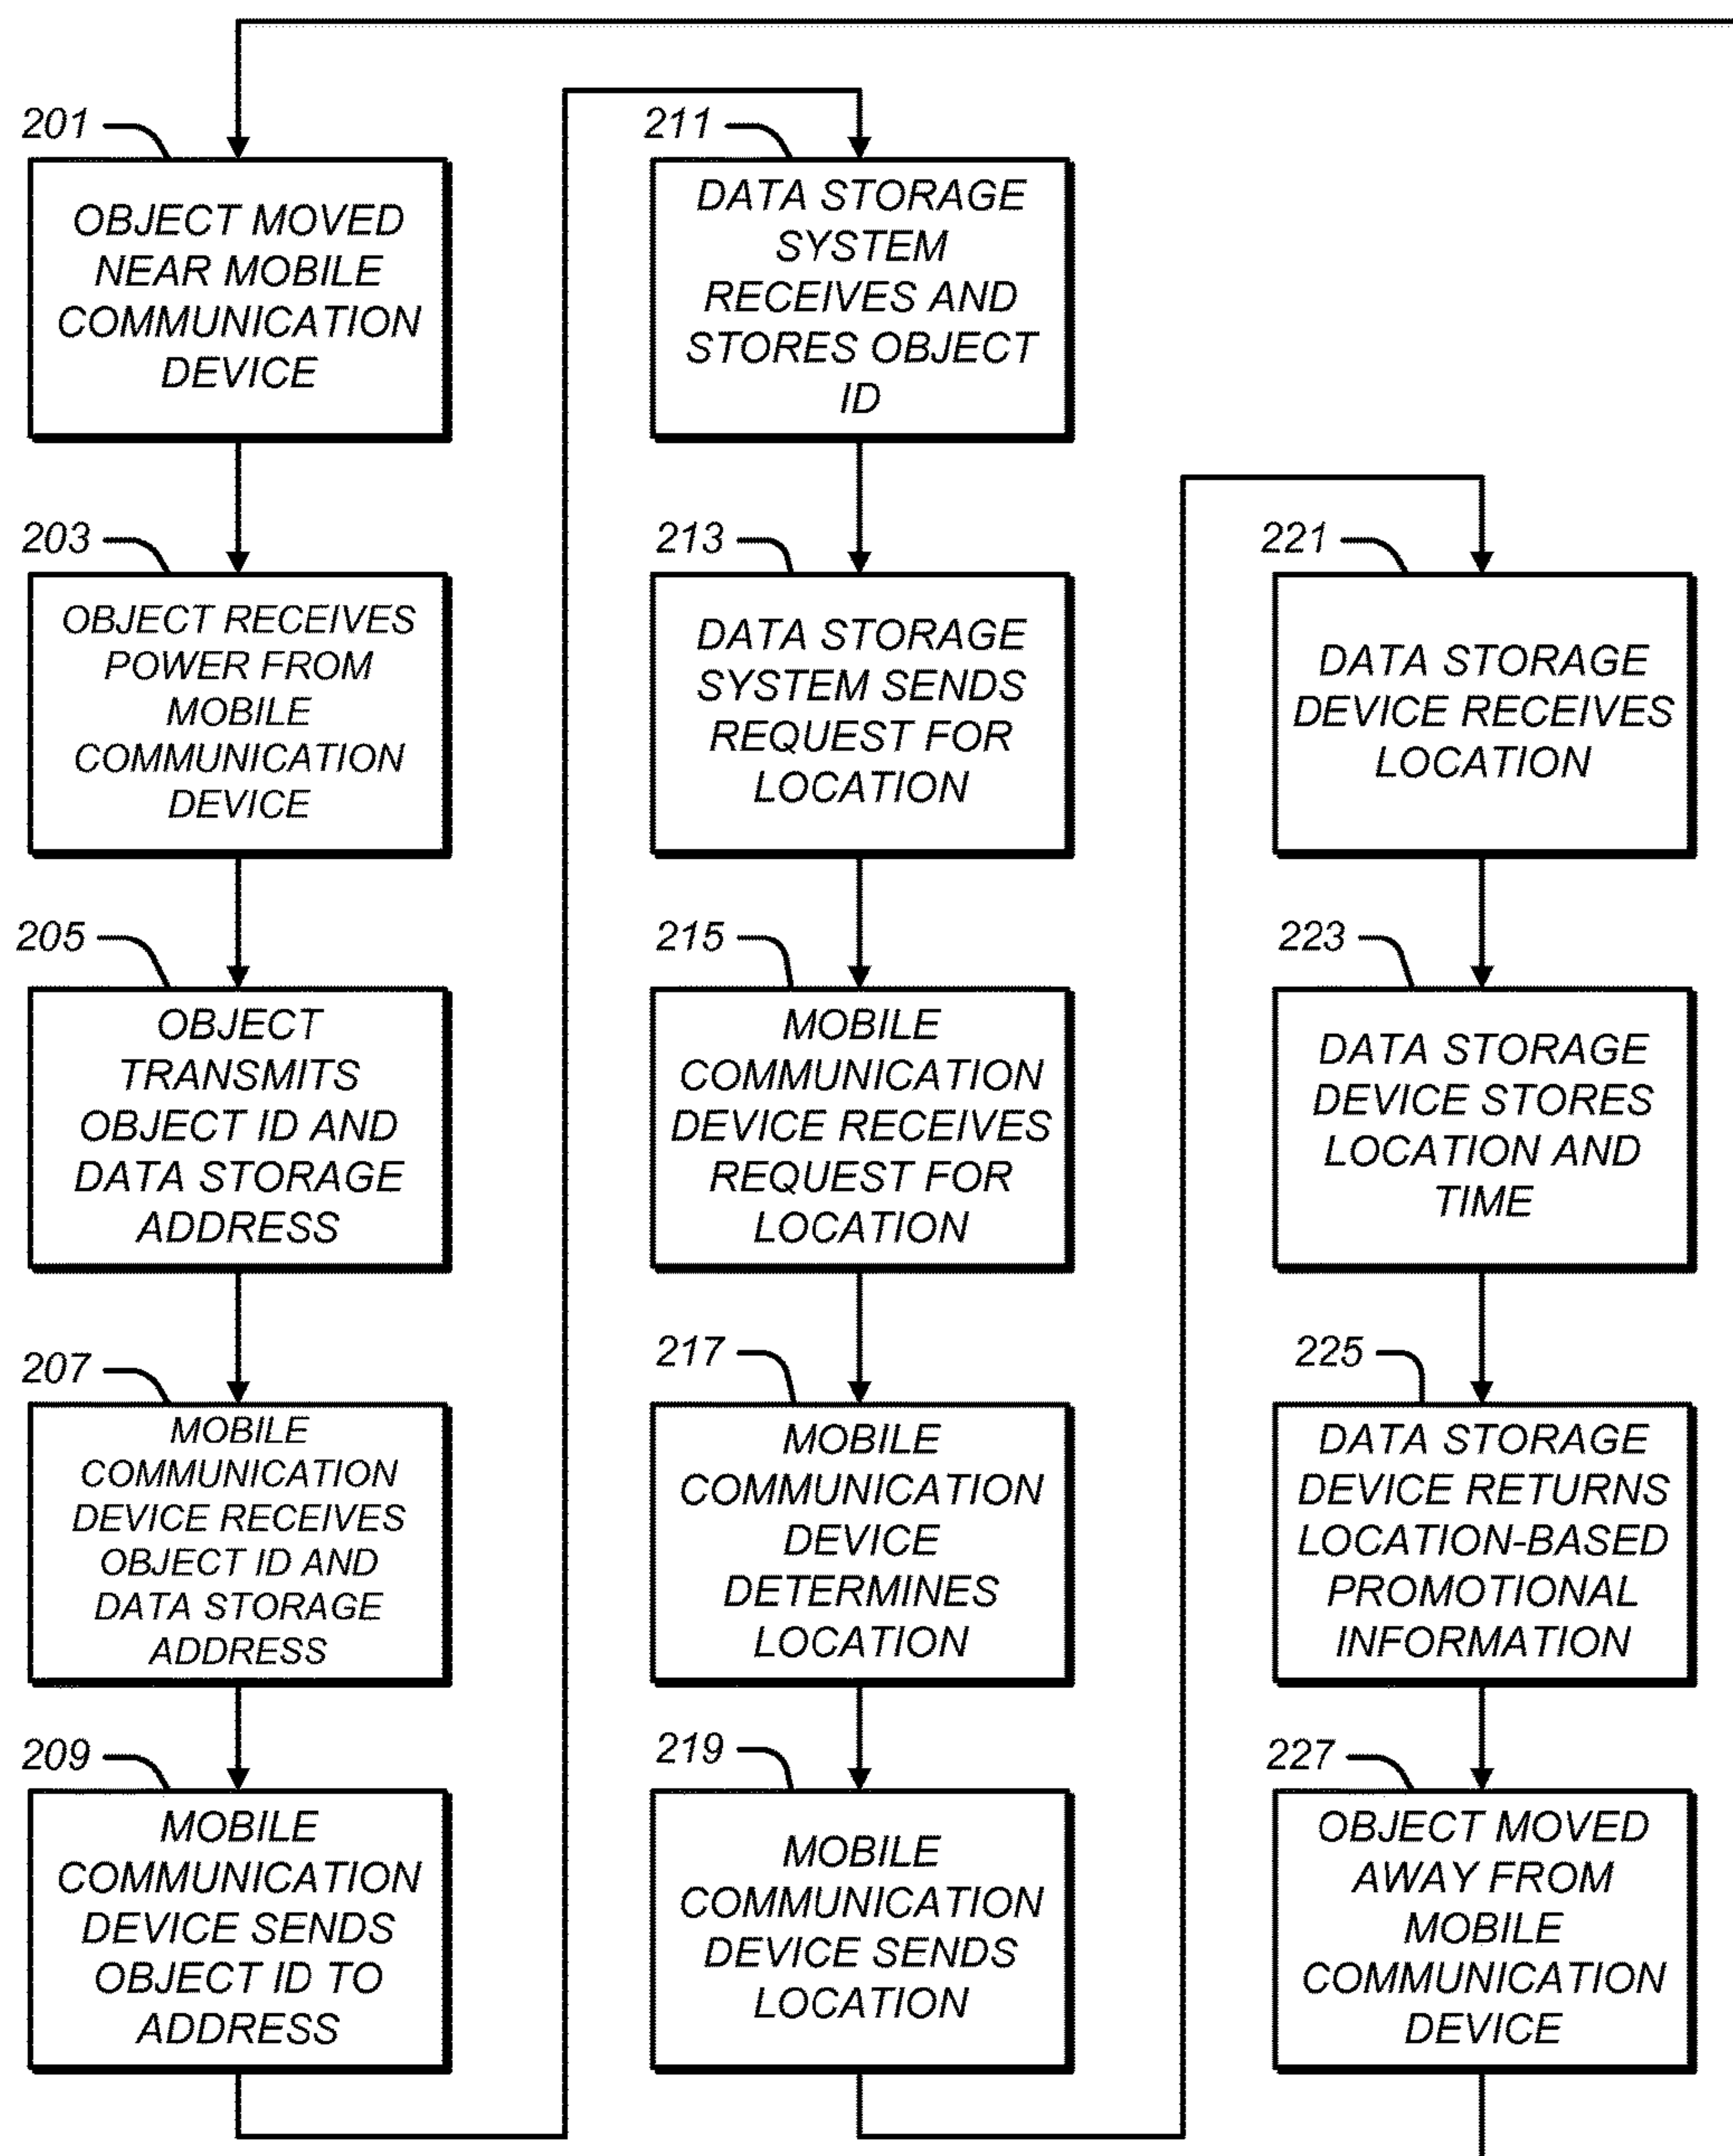 201
OBJECT MOVED
NEAR MOBILE
COMMUNICATION
DEVICE
203
OBJECT RECEIVES
POWER FROM
MOBILE
COMMUNICATION
DEVICE
205
OBJECT
TRANSMITS
OBJECT ID AND
DATA STORAGE
ADDRESS
207
MOBILE
COMMUNICATION
DEVICE RECEIVES
OBJECT ID AND
DATA STORAGE
ADDRESS
209
MOBILE
COMMUNICATION
DEVICE SENDS
OBJECT ID TO
ADDRESS
211
DATA STORAGE
SYSTEM
RECEIVES AND
STORES OBJECT
ID
213
DATA STORAGE
SYSTEM SENDS
REQUEST FOR
LOCATION
215
MOBILE
COMMUNICATION
DEVICE RECEIVES
REQUEST FOR
LOCATION
217
MOBILE
COMMUNICATION
DEVICE
DETERMINES
LOCATION
219
MOBILE
COMMUNICATION
DEVICE SENDS
LOCATION
221
DATA STORAGE
DEVICE RECEIVES
LOCATION
223
DATA STORAGE
DEVICE STORES
LOCATION AND
TIME
225
DATA STORAGE
DEVICE RETURNS
LOCATION-BASED
PROMOTIONAL
INFORMATION
227
OBJECT MOVED
AWAY FROM
MOBILE
COMMUNICATION
DEVICE